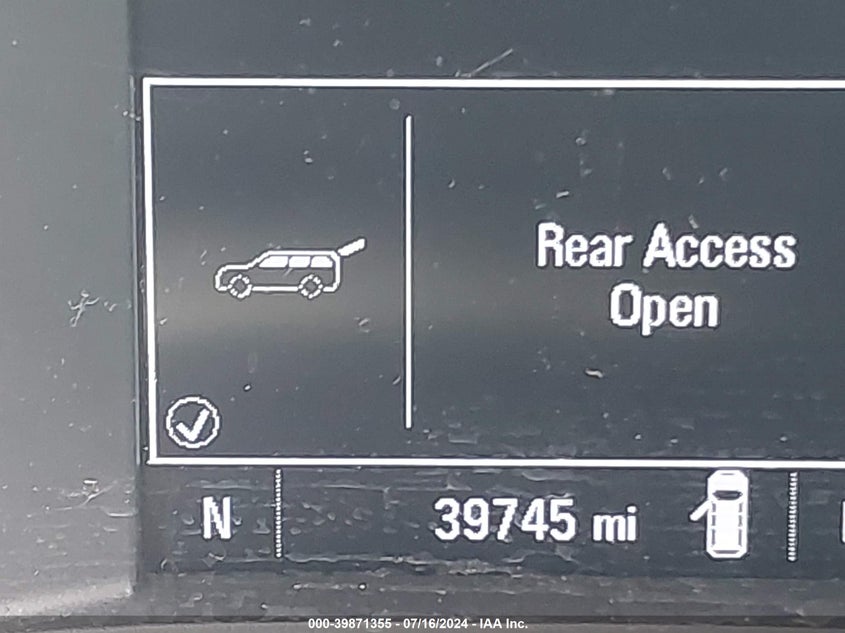 Rear Access
Open
N
39745 mi
000-39871355 - 07/16/2024 - IAA Inc.